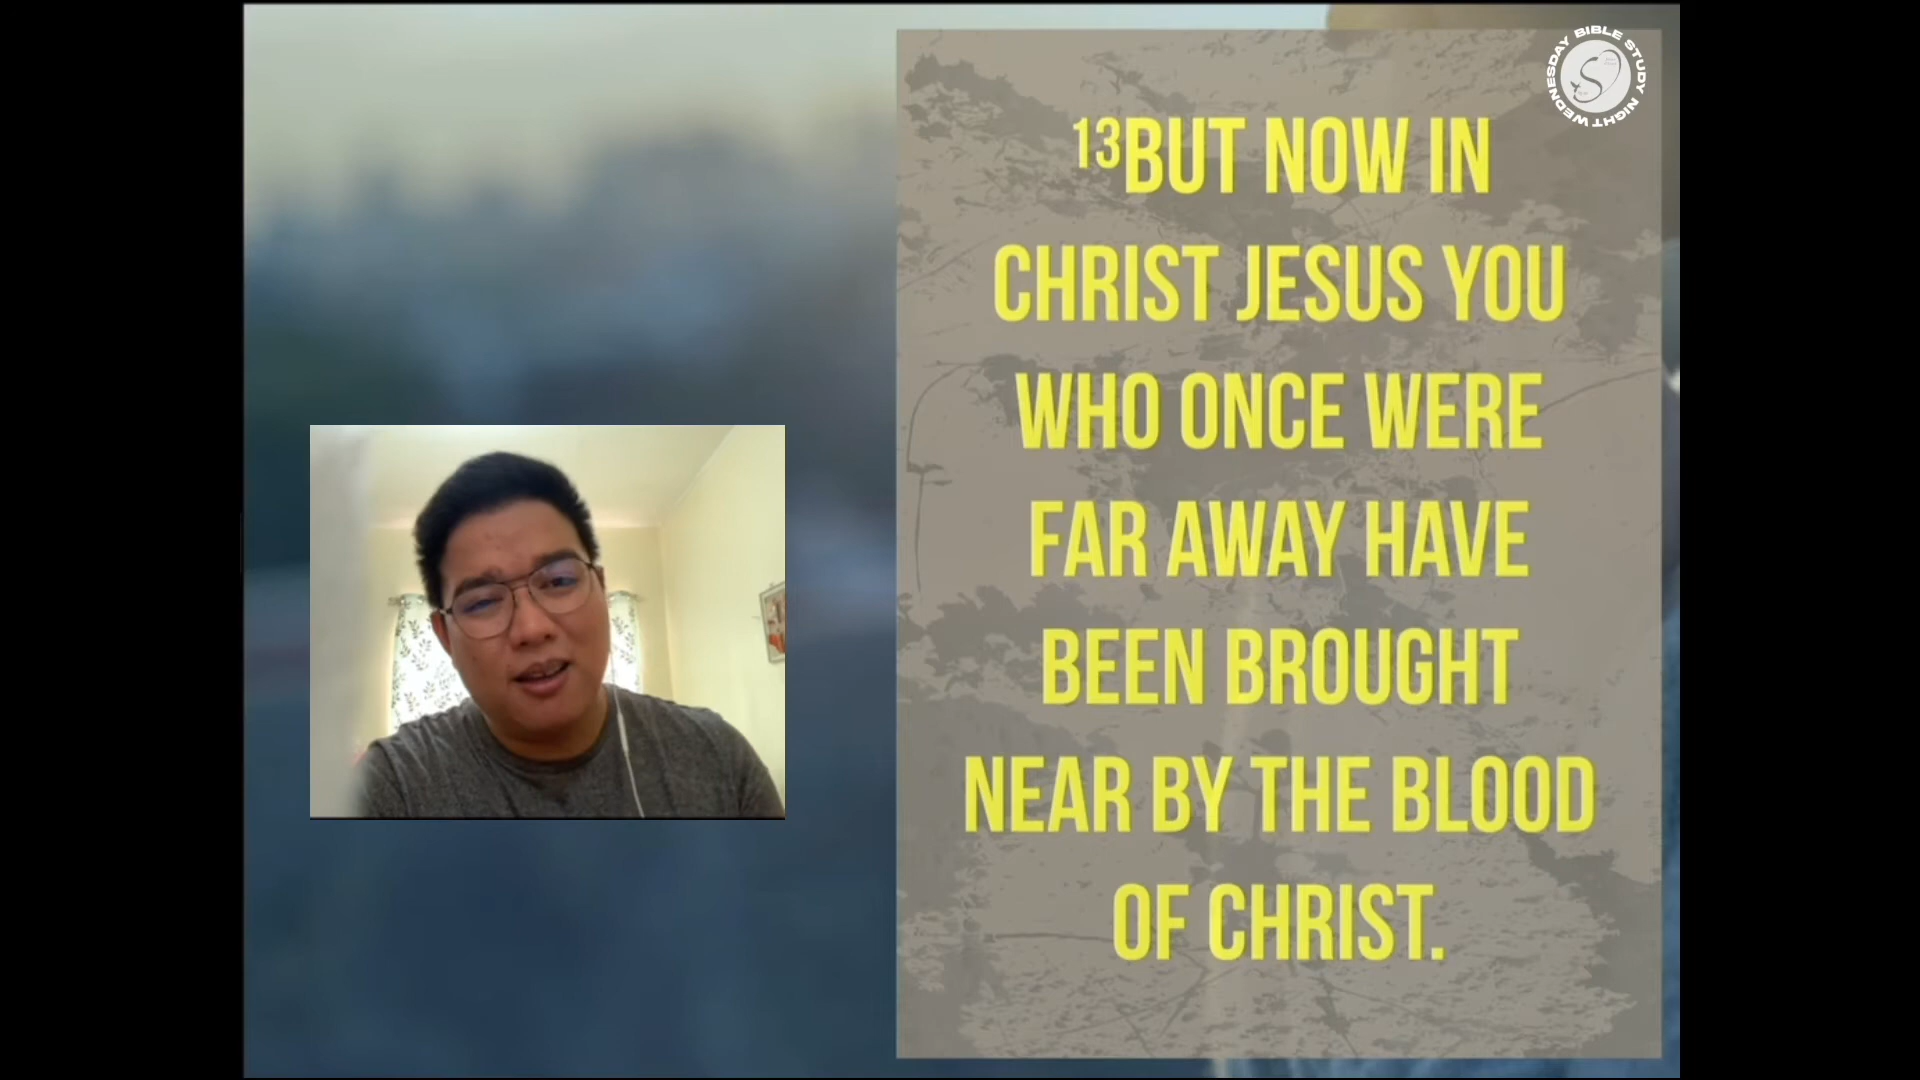 WEDNESDAY BIBLE STUDY NIGHT
S
13BUT NOW IN
CHRIST JESUS YOU
WHO ONCE WERE
FAR AWAY HAVE
BEEN BROUGHT
NEAR BY THE BLOOD
OF CHRIST.